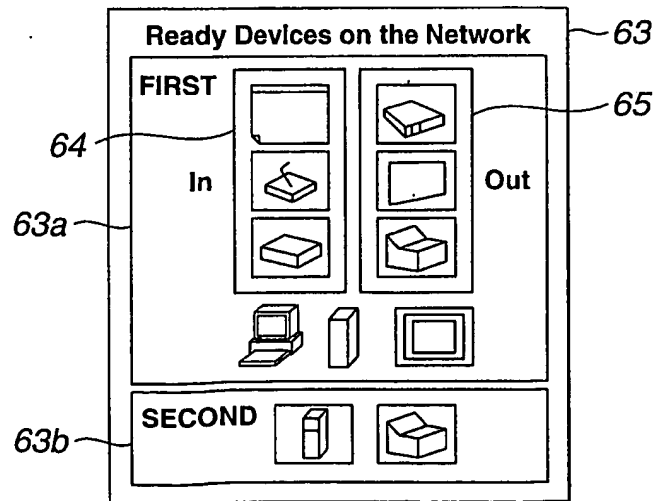 Ready Devices on the Network
63
FIRST
64
65
In
Out
63a
SECOND
63b